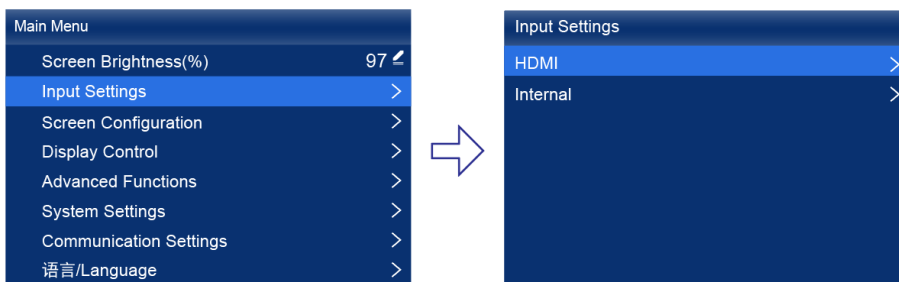 Main Menu
Screen Brightness(%) 97
Input Settings
Screen Configuration
Display Control
Advanced Functions
System Settings
Communication Settings
语言/Language
Input Settings
HDMI
Internal